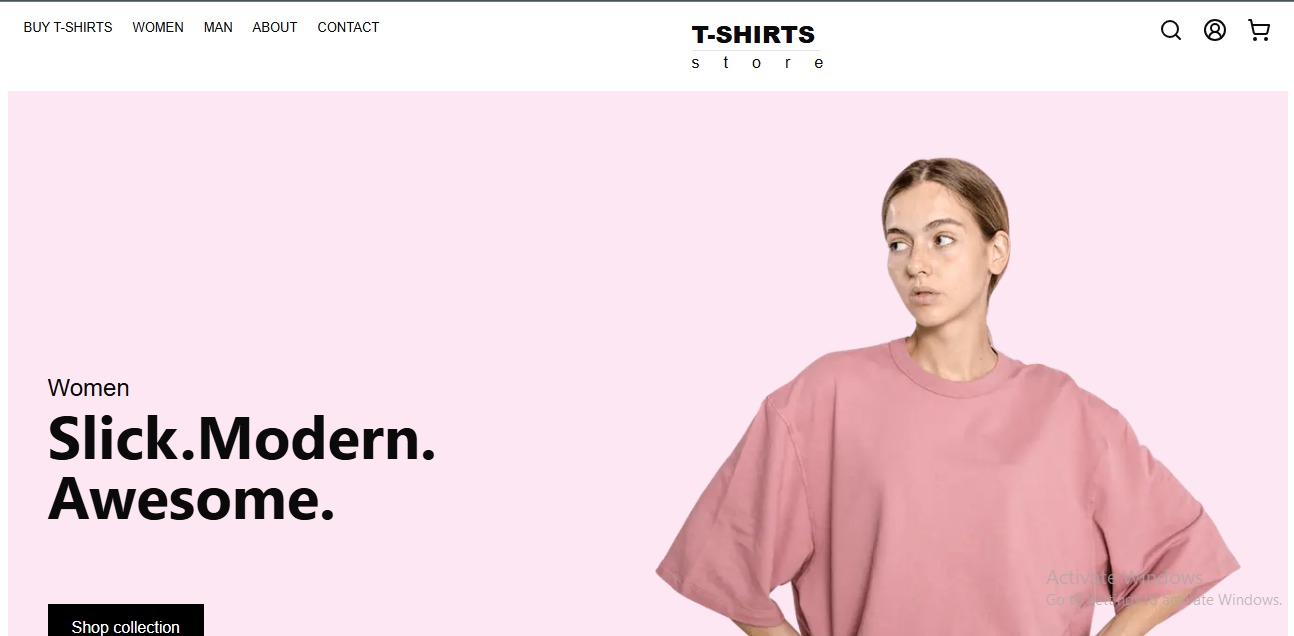 BUY T-SHIRTS WOMEN MAN ABOUT CONTACT
T-SHIRTS
store
Women
Slick.Modern.
Awesome.
Shop collection
Activate Windows
Go to Settings to activate Windows.